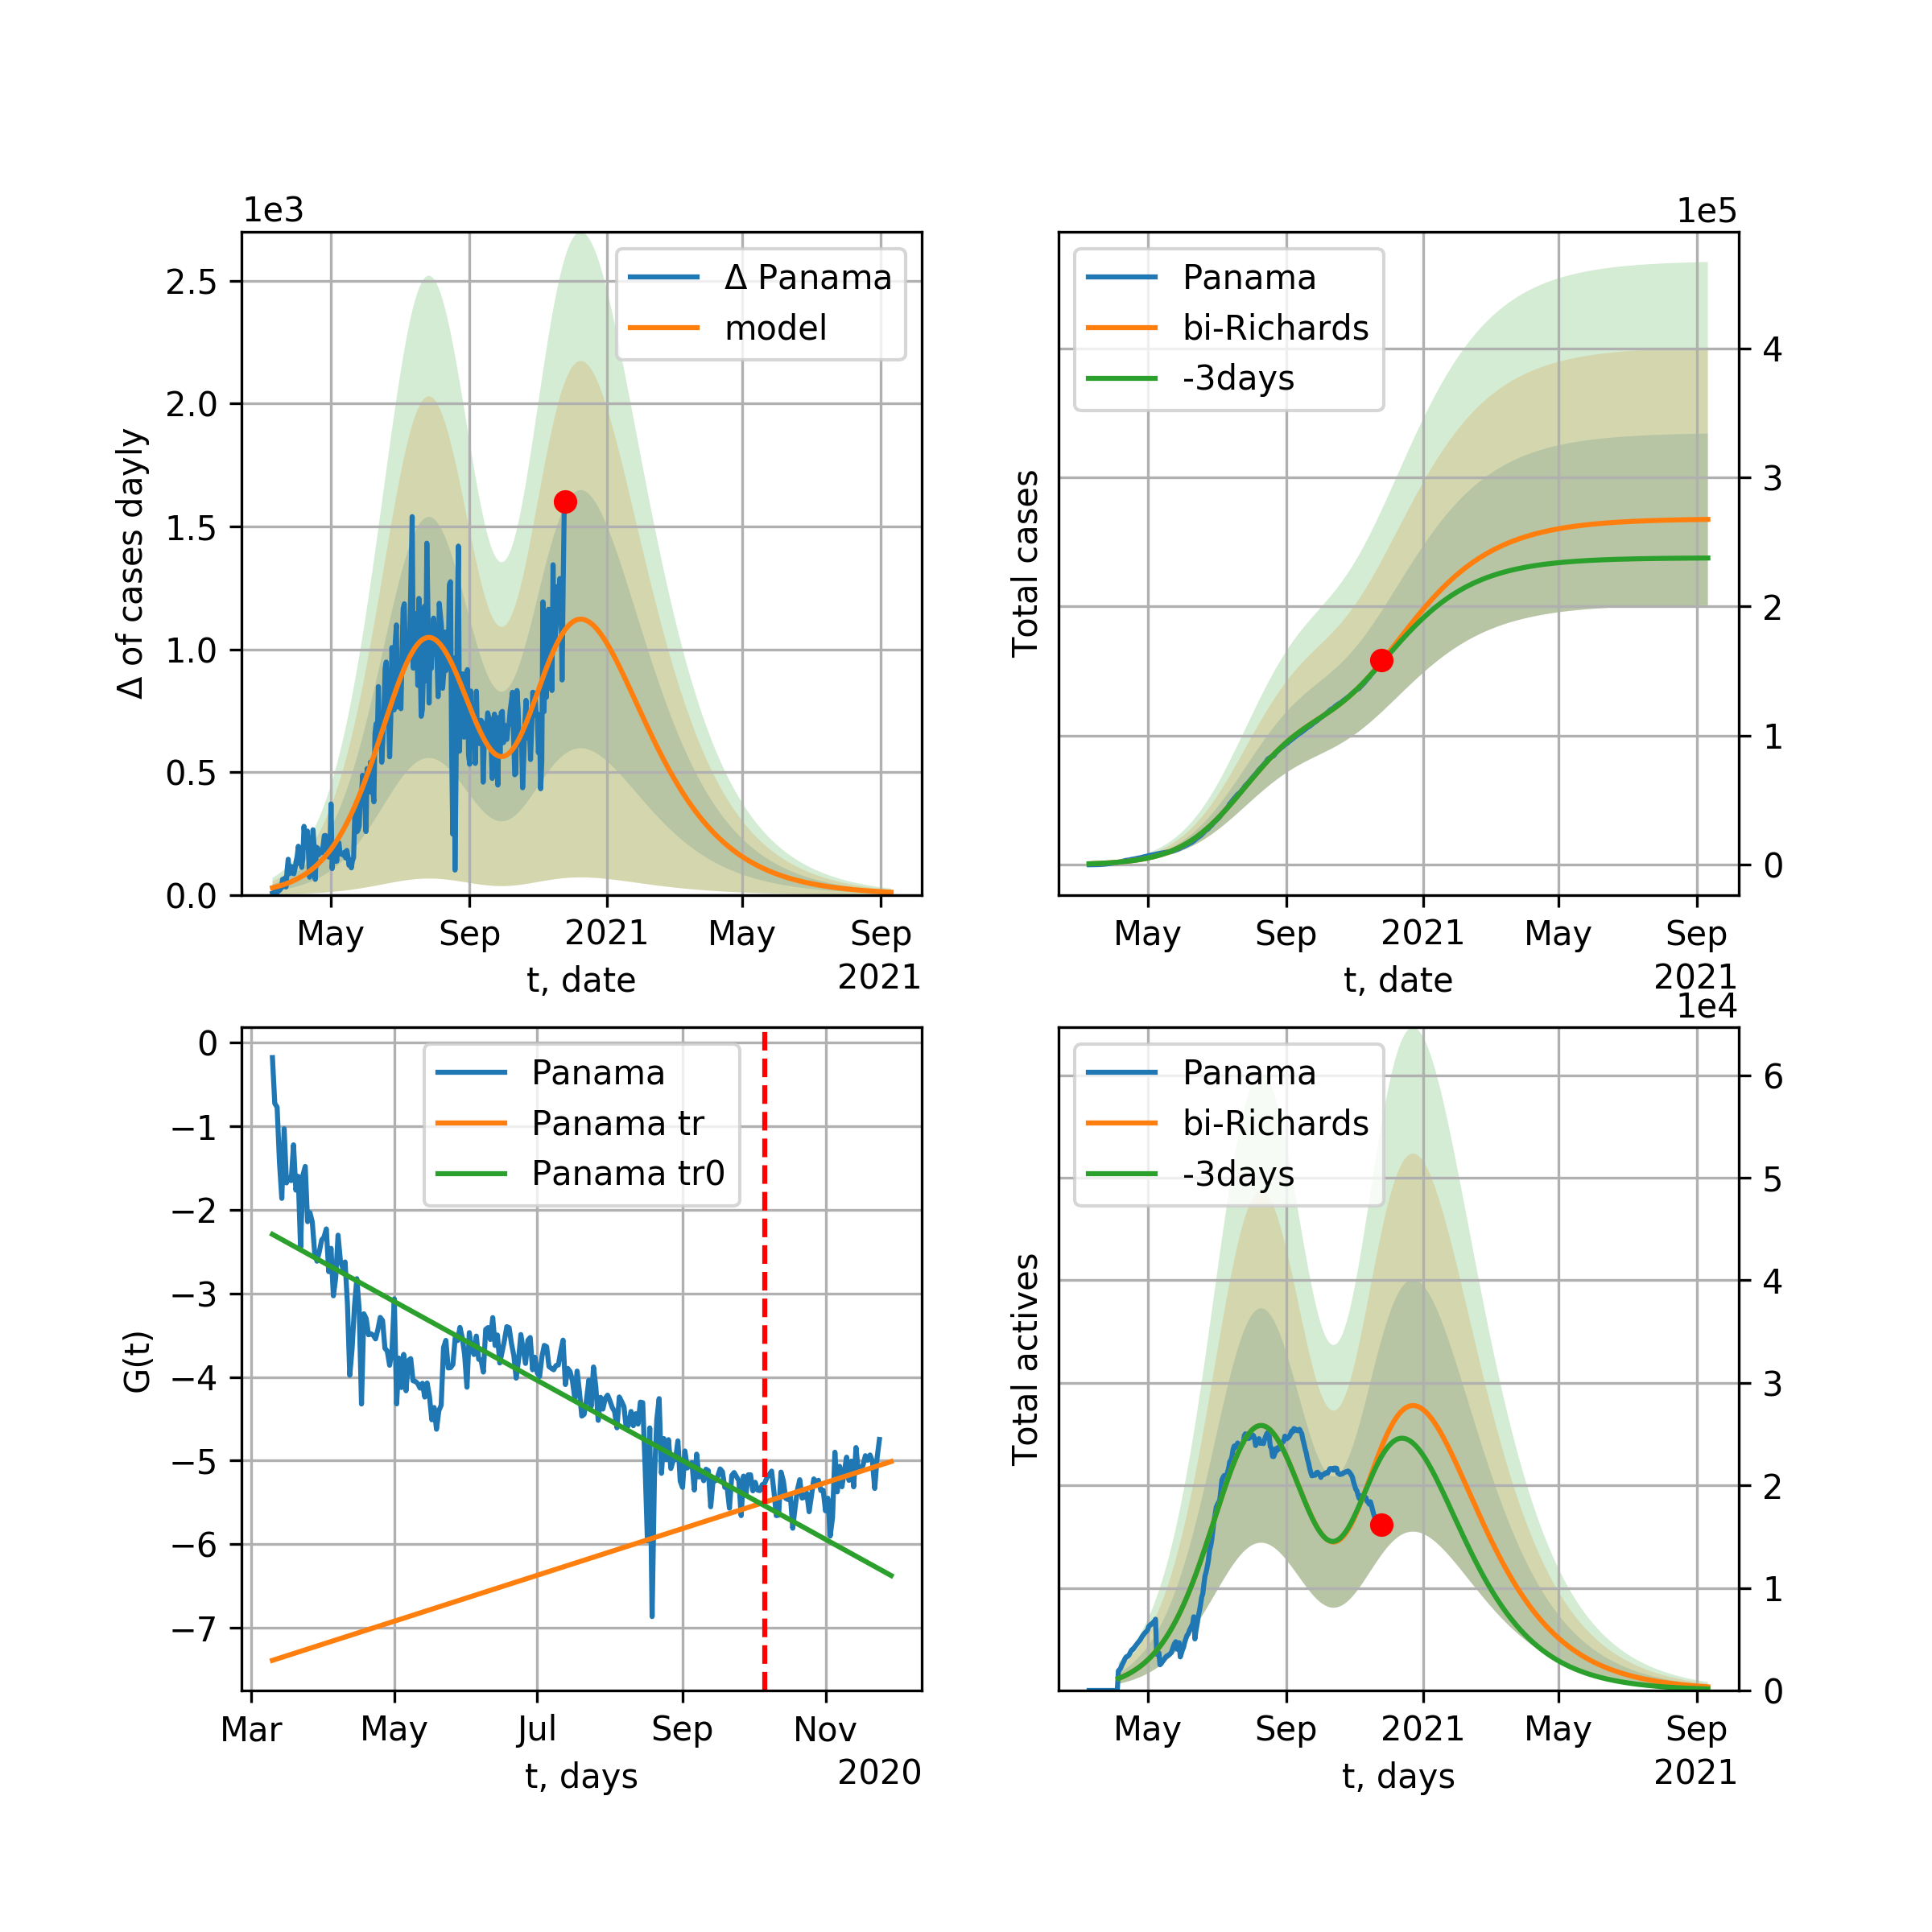 1e3
Δ of cases dayly
2.5
2.0
1.5
1.0
0.5
0.0
Δ Panama
model
May
Sep
2021
May
Sep
t, date
2021
1e5
Total cases
Panama
bi-Richards
-3days
4
3
2
1
0
May
Sep
2021
May
Sep
t, date
2021
G(t)
0
−1
−2
−3
−4
−5
−6
−7
Panama
Panama tr
Panama tr0
Mar
May
Jul
Sep
Nov
t, days
2020
1e4
Total actives
Panama
bi-Richards
-3days
6
5
4
3
2
1
0
May
Sep
2021
May
Sep
t, days
2021